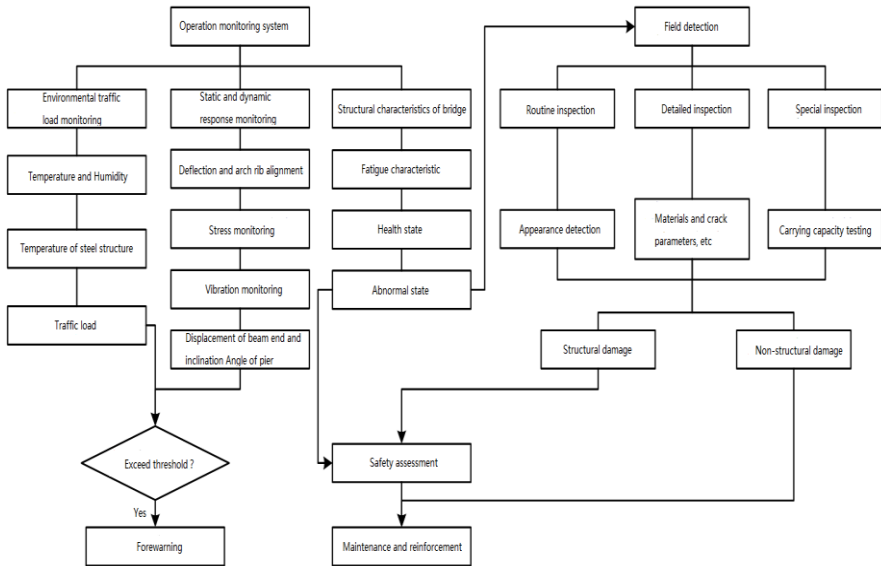 Operation monitoring system
Field detection
Environmental traffic
load monitoring
Static and dynamic
response monitoring
Structural characteristics of bridge
Routine inspection
Detailed inspection
Special inspection
Temperature and Humidity
Deflection and arch rib alignment
Fatigue characteristic
Temperature of steel structure
Stress monitoring
Health state
Appearance detection
Materials and crack
parameters, etc
Carrying capacity testing
Traffic load
Vibration monitoring
Abnormal state
Displacement of beam end and
inclination Angle of pier
Structural damage
Non-structural damage
Exceed threshold ?
Safety assessment
Yes
Forewarning
Maintenance and reinforcement